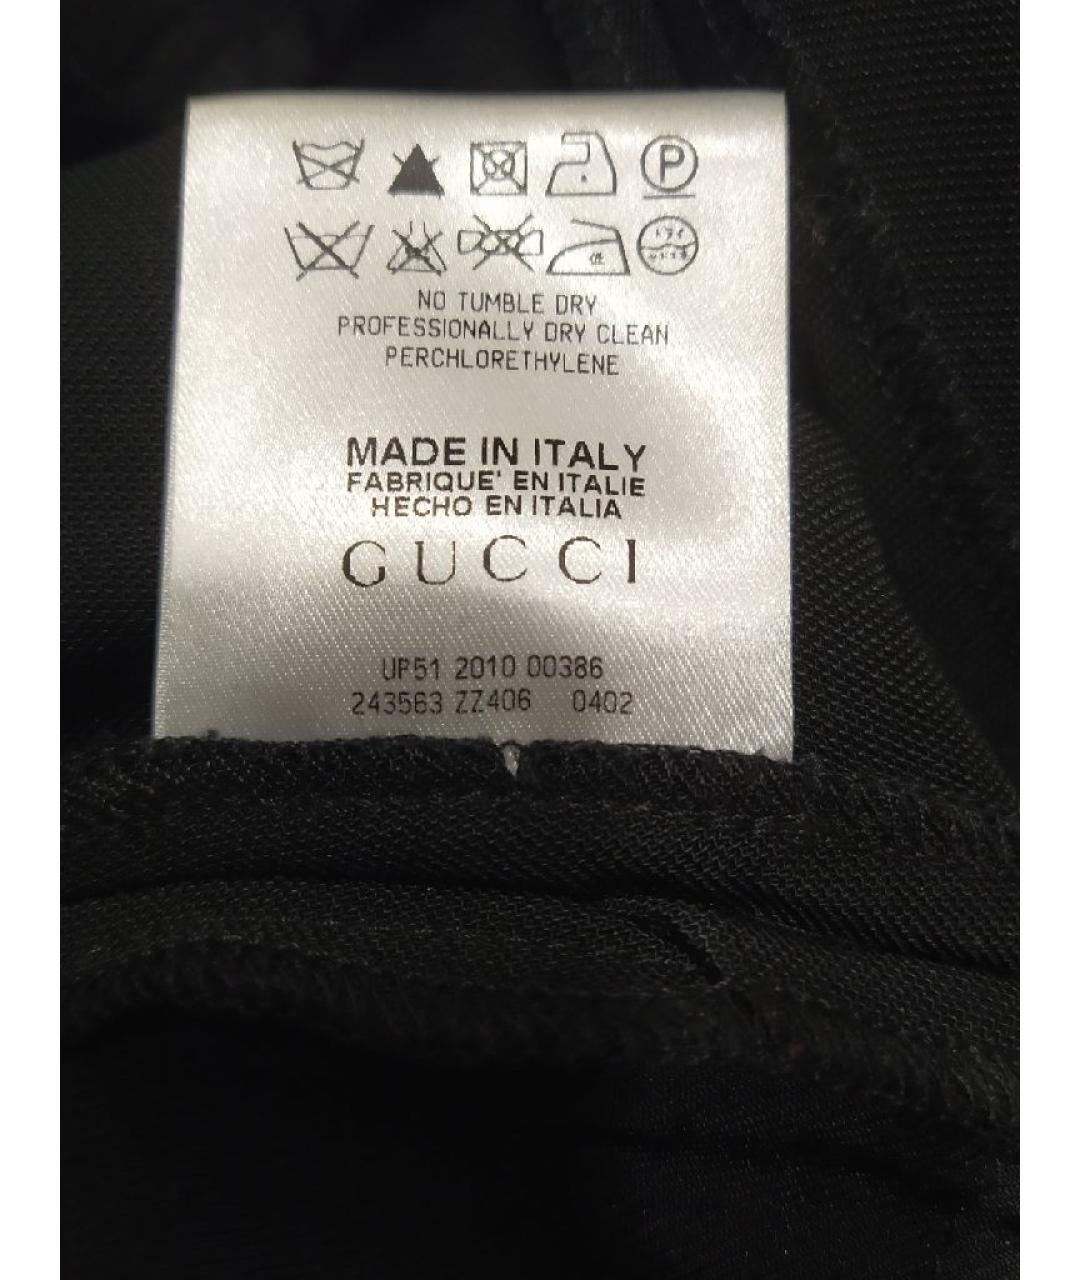 P
NO TUMBLE DRY
PROFESSIONALLY DRY CLEAN
PERCHLORETHYLENE
MADE IN ITALY
FABRIQUE' EN ITALIE
HECHO EN ITALIA
GUCCI
UP51 2010 00386
243563 ZZ406 0402